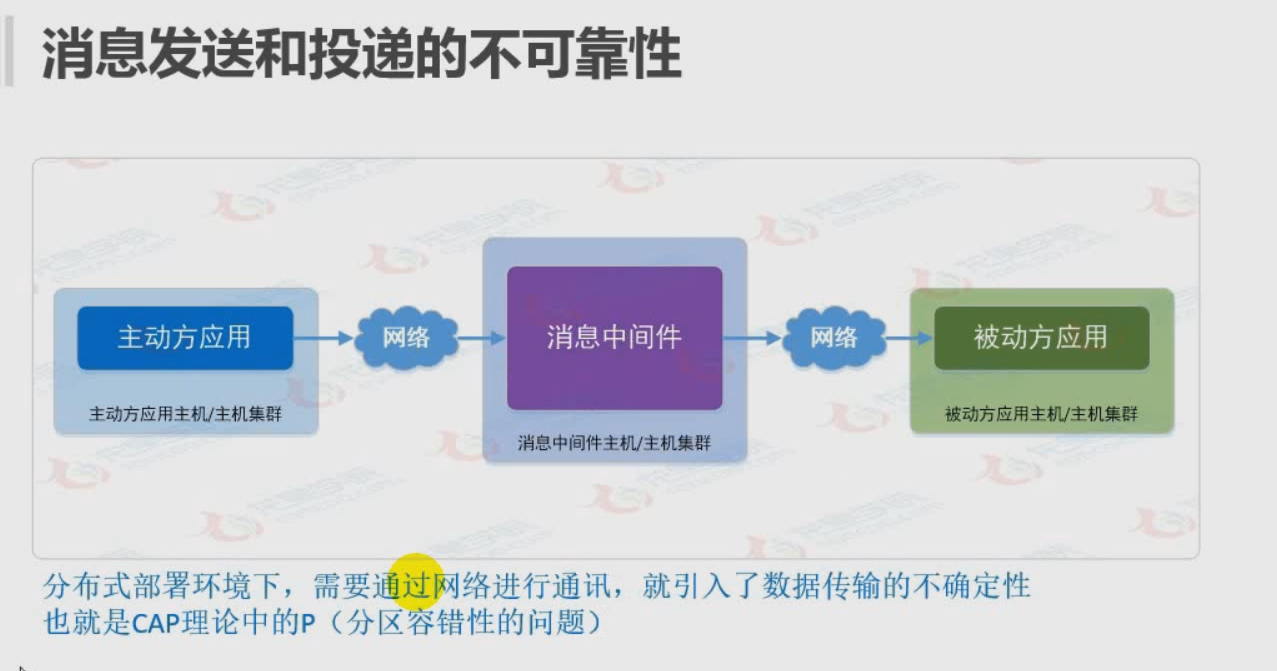 消息发送和投递的不可靠性
主动方应用
网络
消息中间件
网络
被动方应用
主动方应用主机/主机集群
消息中间件主机/主机集群
被动方应用主机/主机集群
分布式部署环境下，需要通过网络进行通讯，就引入了数据传输的不确定性
也就是CAP理论中的P（分区容错性的问题）